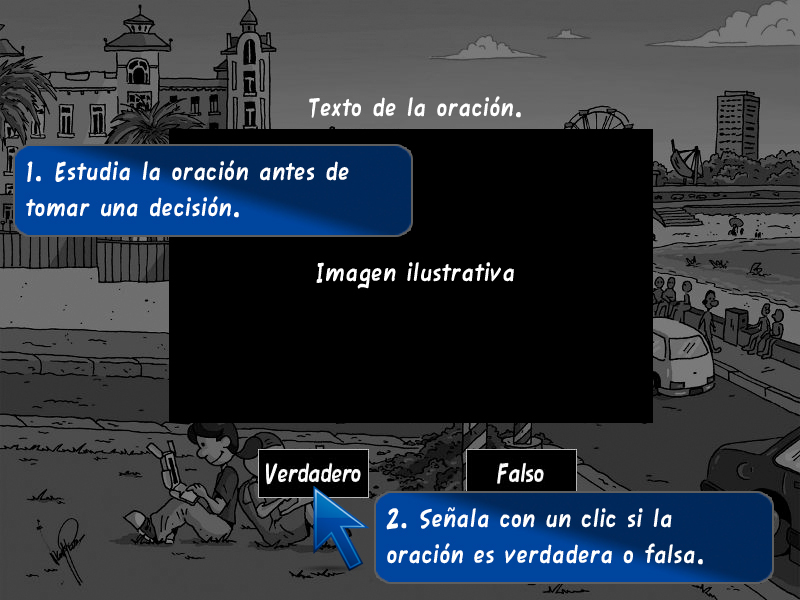 Texto de la oración.
1. Estudia la oración antes de
tomar una decisión.
Imagen ilustrativa
Verdadero
Falso
2. Señala con un clic si la
oración es verdadera o falsa.